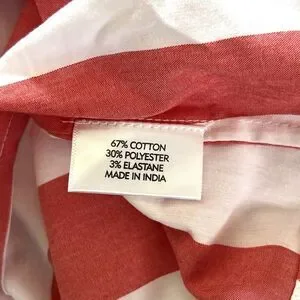 67% COTTON
30% POLYESTER
3% ELASTANE
MADE IN INDIA